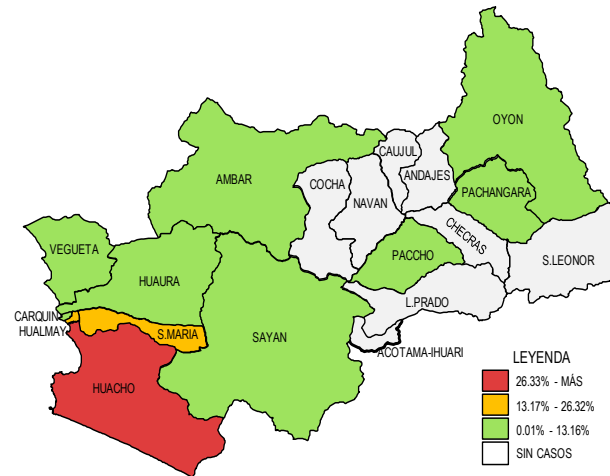 OYON
CAUJUL
ANDAJES
COCHA
AMBAR
NAVAN
PACHANGARA
CHECRAS
VEGUETA
PACCHO
S.LEONOR
HUAURA
L.PRADO
CARQUIN
HUALMAY
S.MARIA
SAYAN
ACOTAMA-IHUARI
HUACHO
LEYENDA
26.33% - MÁS
13.17% - 26.32%
0.01% - 13.16%
SIN CASOS